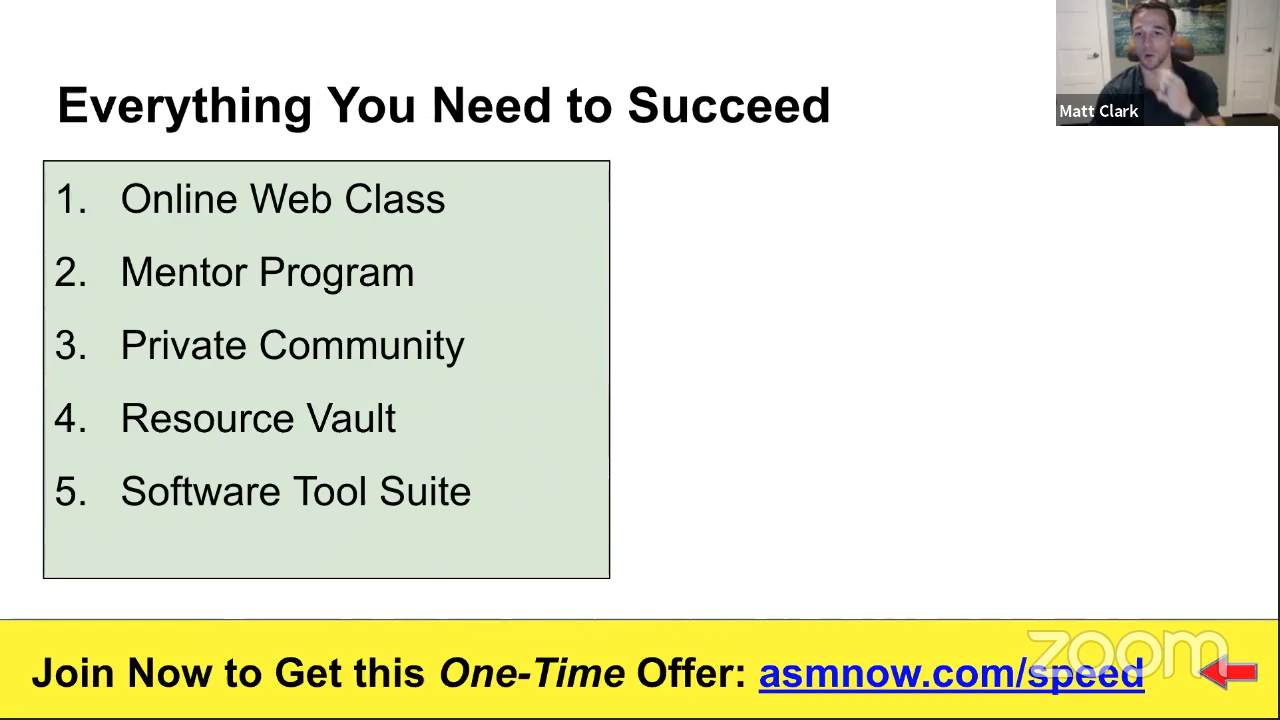 Matt Clark
Everything You Need to Succeed
1. Online Web Class
2. Mentor Program
3. Private Community
4. Resource Vault
5. Software Tool Suite
Join Now to Get this One-Time Offer: asmnow.com/speed
zoom